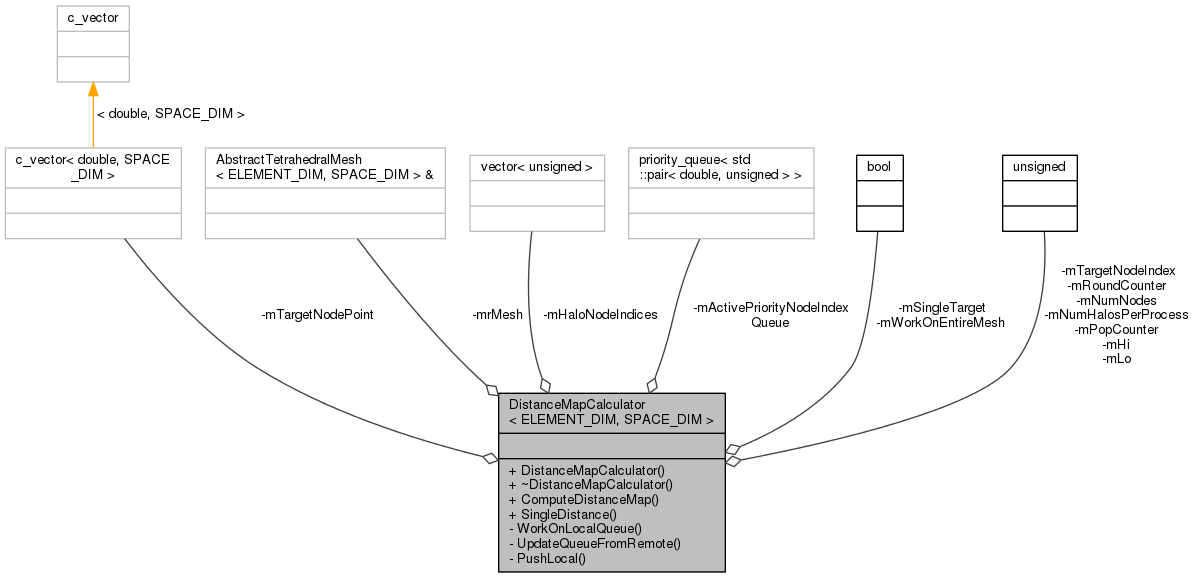 c_vector
< double, SPACE_DIM >
c_vector< double, SPACE
_DIM >
AbstractTetrahedralMesh
< ELEMENT_DIM, SPACE_DIM > &
vector< unsigned >
priority_queue< std
::pair< double, unsigned > >
bool
unsigned
-mTargetNodePoint
-mrMesh
-mHaloNodeIndices
-mActivePriorityNodeIndex
Queue
-mSingleTarget
-mWorkOnEntireMesh
-mTargetNodeIndex
-mRoundCounter
-mNumNodes
-mNumHalosPerProcess
-mPopCounter
-mHi
-mLo
DistanceMapCalculator
< ELEMENT_DIM, SPACE_DIM >
+ DistanceMapCalculator()
+ ~DistanceMapCalculator()
+ ComputeDistanceMap()
+ SingleDistance()
- WorkOnLocalQueue()
- UpdateQueueFromRemote()
- PushLocal()